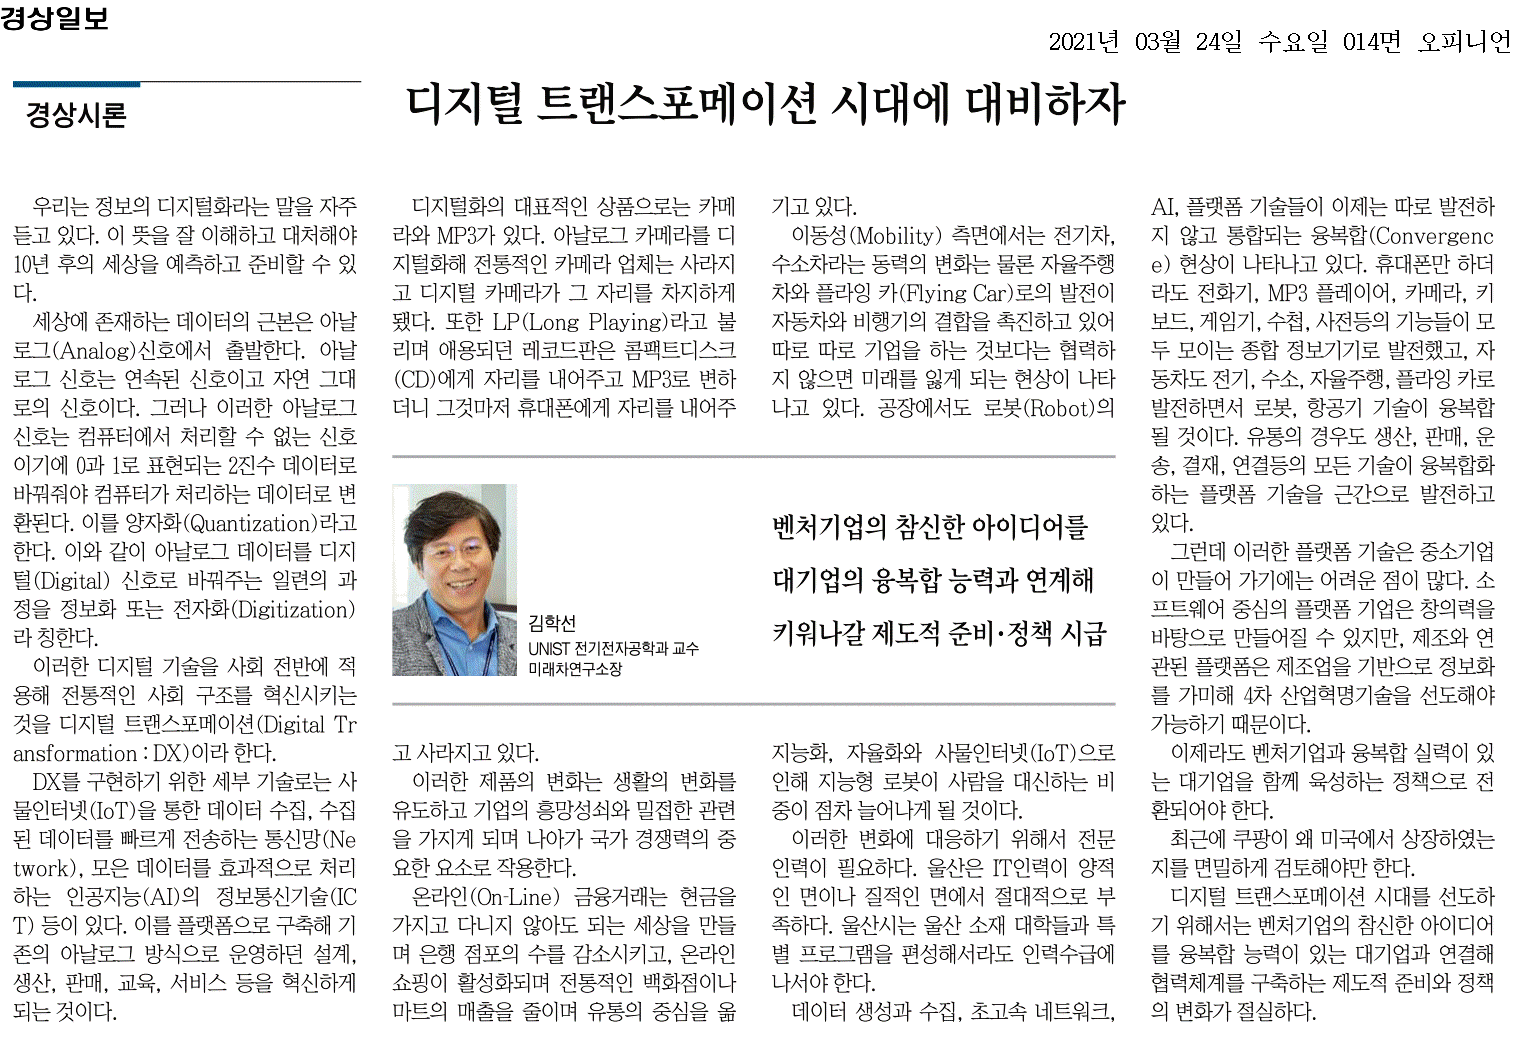 경상일보
2021년 03월 24일 수요일 014면 오피니언
경상시론
디지털 트랜스포메이션 시대에 대비하자
우리는 정보의 디지털화라는 말을 자주
듣고 있다. 이 뜻을 잘 이해하고 대처해야
10년 후의 세상을 예측하고 준비할 수 있
다.
세상에 존재하는 데이터의 근본은 아날
로그(Analog)신호에서 출발한다. 아날
로그 신호는 연속된 신호이고 자연 그대
로의 신호이다. 그러나 이러한 아날로그
신호는 컴퓨터에서 처리할 수 없는 신호
이기에 0과 1로 표현되는 2진수 데이터로
바꿔줘야 컴퓨터가 처리하는 데이터로 변
환된다. 이를 양자화(Quantization)라고
한다. 이와 같이 아날로그 데이터를 디지
털(Digital) 신호로 바꿔주는 일련의 과
정을 정보화 또는 전자화(Digitization)
라 칭한다.
이러한 디지털 기술을 사회 전반에 적
용해 전통적인 사회 구조를 혁신시키는
것을 디지털 트랜스포메이션(Digital Tr
ansformation : DX)이라 한다.
DX를 구현하기 위한 세부 기술로는 사
물인터넷(IoT)을 통한 데이터 수집, 수집
된 데이터를 빠르게 전송하는 통신망(Ne
twork), 모은 데이터를 효과적으로 처리
하는 인공지능(AI)의 정보통신기술(IC
T) 등이 있다. 이를 플랫폼으로 구축해 기
존의 아날로그 방식으로 운영하던 설계,
생산, 판매, 교육, 서비스 등을 혁신하게
되는 것이다.
디지털화의 대표적인 상품으로는 카메
라와 MP3가 있다. 아날로그 카메라를 디
지털화해 전통적인 카메라 업체는 사라지
고 디지털 카메라가 그 자리를 차지하게
됐다. 또한 LP(Long Playing)라고 불
리며 애용되던 레코드판은 콤팩트디스크
(CD)에게 자리를 내어주고 MP3로 변하
더니 그것마저 휴대폰에게 자리를 내어주
고 사라지고 있다.
이러한 제품의 변화는 생활의 변화를
유도하고 기업의 흥망성쇠와 밀접한 관련
을 가지게 되며 나아가 국가 경쟁력의 중
요한 요소로 작용한다.
온라인(On-Line) 금융거래는 현금을
가지고 다니지 않아도 되는 세상을 만들
며 은행 점포의 수를 감소시키고, 온라인
쇼핑이 활성화되며 전통적인 백화점이나
마트의 매출을 줄이며 유통의 중심을 옮
기고 있다.
이동성(Mobility) 측면에서는 전기차,
수소차라는 동력의 변화는 물론 자율주행
차와 플라잉 카(Flying Car)로의 발전이
자동차와 비행기의 결합을 촉진하고 있어
따로 따로 기업을 하는 것보다는 협력하
지 않으면 미래를 잃게 되는 현상이 나타
나고 있다. 공장에서도 로봇(Robot)의
지능화, 자율화와 사물인터넷(IoT)으로
인해 지능형 로봇이 사람을 대신하는 비
중이 점차 늘어나게 될 것이다.
이러한 변화에 대응하기 위해서 전문
인력이 필요하다. 울산은 IT인력이 양적
인 면이나 질적인 면에서 절대적으로 부
족하다. 울산시는 울산 소재 대학들과 특
별 프로그램을 편성해서라도 인력수급에
나서야 한다.
데이터 생성과 수집, 초고속 네트워크,
AI, 플랫폼 기술들이 이제는 따로 발전하
지 않고 통합되는 융복합(Convergenc
e) 현상이 나타나고 있다. 휴대폰만 하더
라도 전화기, MP3 플레이어, 카메라, 키
보드, 게임기, 수첩, 사전등의 기능들이 모
두 모이는 종합 정보기기로 발전했고, 자
동차도 전기, 수소, 자율주행, 플라잉 카로
발전하면서 로봇, 항공기 기술이 융복합
될 것이다. 유통의 경우도 생산, 판매, 운
송, 결재, 연결등의 모든 기술이 융복합화
하는 플랫폼 기술을 근간으로 발전하고
있다.
그런데 이러한 플랫폼 기술은 중소기업
이 만들어 가기에는 어려운 점이 많다. 소
프트웨어 중심의 플랫폼 기업은 창의력을
바탕으로 만들어질 수 있지만, 제조와 연
관된 플랫폼은 제조업을 기반으로 정보화
를 가미해 4차 산업혁명기술을 선도해야
가능하기 때문이다.
이제라도 벤처기업과 융복합 실력이 있
는 대기업을 함께 육성하는 정책으로 전
환되어야 한다.
최근에 쿠팡이 왜 미국에서 상장하였는
지를 면밀하게 검토해야만 한다.
디지털 트랜스포메이션 시대를 선도하
기 위해서는 벤처기업의 참신한 아이디어
를 융복합 능력이 있는 대기업과 연결해
협력체계를 구축하는 제도적 준비와 정책
의 변화가 절실하다.
김학선
UNIST 전기전자공학과 교수
미래차연구소장
벤처기업의 참신한 아이디어를
대기업의 융복합 능력과 연계해
키워나갈 제도적 준비·정책 시급